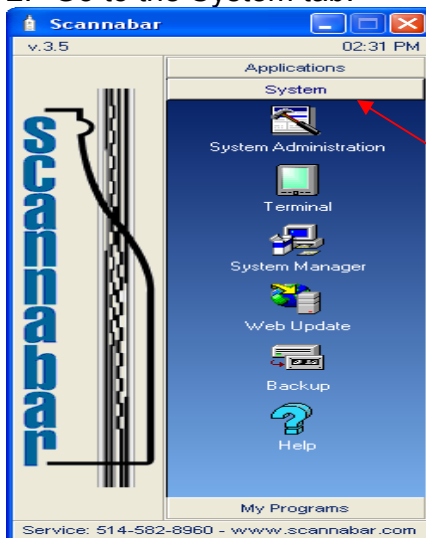 2. Go to the System tab.
Scannabar
v.3.5 02:31 PM
Applications
System
scannabar
System Administration
Terminal
System Manager
Web Update
Backup
Help
My Programs
Service: 514-582-8960 - www.scannabar.com